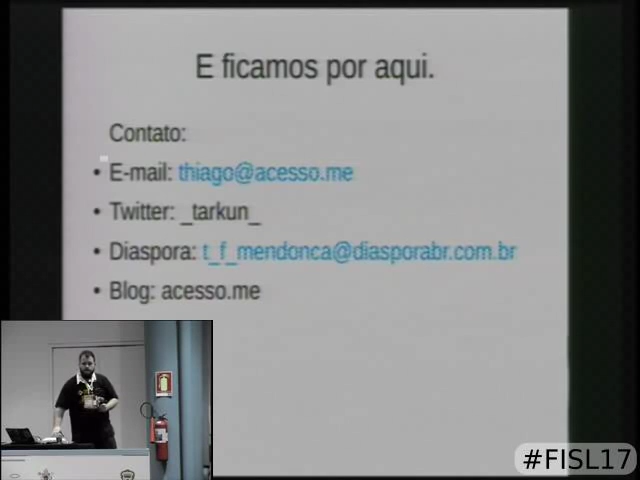 E ficamos por aqui.
Contato:
• E-mail: thiago@acesso.me
• Twitter: _tarkun_
• Diaspora: t_f_mendonca@diasporabr.com.br
• Blog: acesso.me
#FISL17